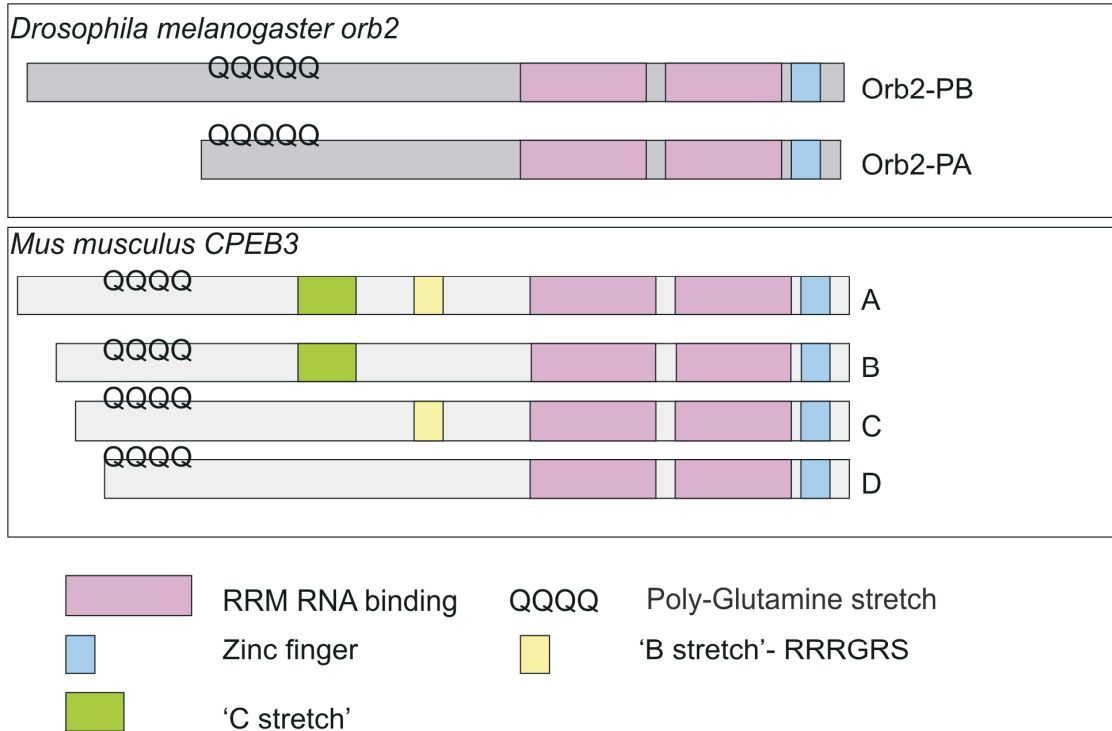 Drosophila melanogaster orb2
QQQQQ
Orb2-PB
QQQQQ
Orb2-PA
Mus musculus CPEB3
QQQQ
A
QQQQ
B
QQQQ
C
QQQQ
D
RRM RNA binding
QQQQ Poly-Glutamine stretch
Zinc finger
‘B stretch’- RRRGRS
‘C stretch’